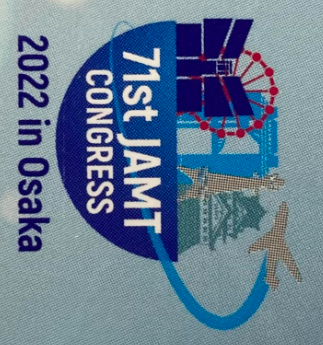 71st JAMT
CONGRESS
2022 in Osaka